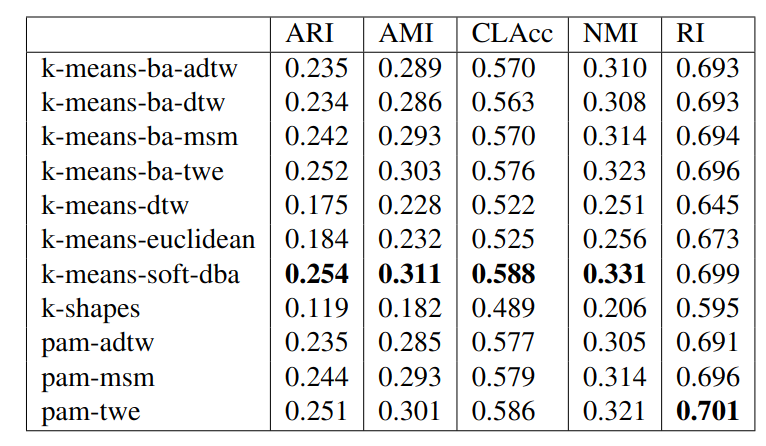 ARI AMI CLAcc NMI RI
k-means-ba-adtw 0.235 0.289 0.570 0.310 0.693
k-means-ba-dtw 0.234 0.286 0.563 0.308 0.693
k-means-ba-msm 0.242 0.293 0.570 0.314 0.694
k-means-ba-twe 0.252 0.303 0.576 0.323 0.696
k-means-dtw 0.175 0.228 0.522 0.251 0.645
k-means-euclidean 0.184 0.232 0.525 0.256 0.673
k-means-soft-dba 0.254 0.311 0.588 0.331 0.699
k-shapes 0.119 0.182 0.489 0.206 0.595
pam-adtw 0.235 0.285 0.577 0.305 0.691
pam-msm 0.244 0.293 0.579 0.314 0.696
pam-twe 0.251 0.301 0.586 0.321 0.701